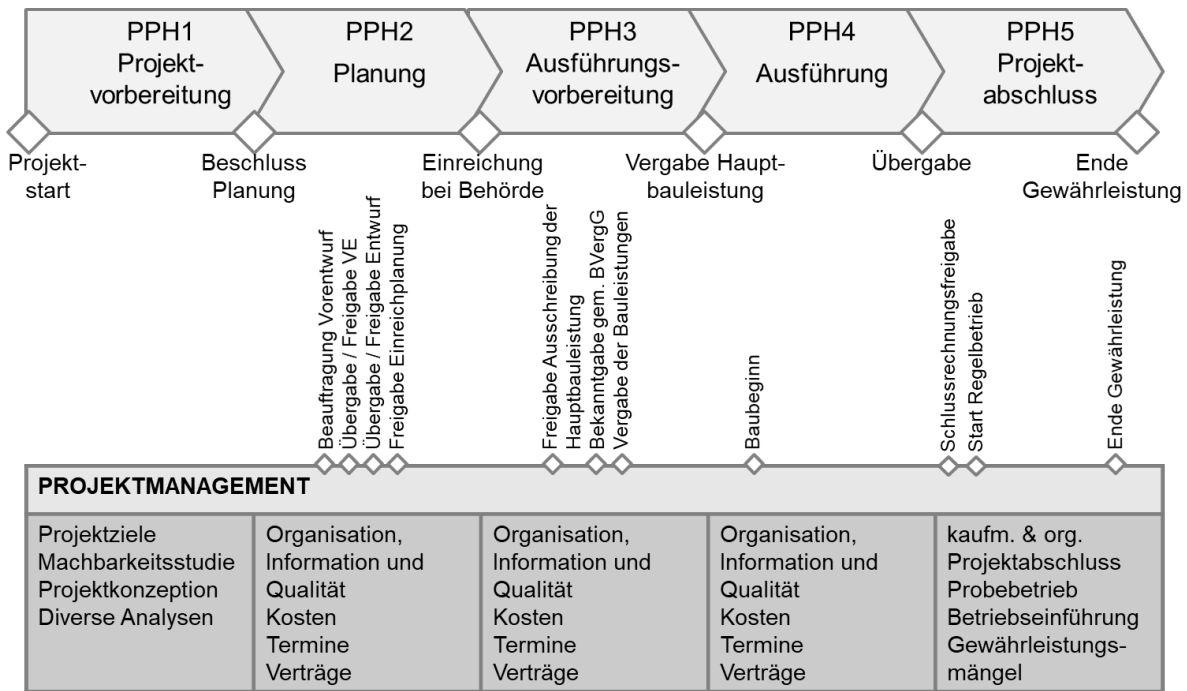 PPH1
Projekt-
vorbereitung
PPH2
Planung
PPH3
Ausführungs-
vorbereitung
PPH4
Ausführung
PPH5
Projekt-
abschluss
Projekt-
start
Beschluss
Planung
Einreichung
bei Behörde
Vergabe Haupt-
bauleistung
Übergabe
Ende
Gewährleistung
Beauftragung Vorentwurf
Übergabe / Freigabe VE
Übergabe / Freigabe Entwurf
Freigabe Einreichplanung
Freigabe Ausschreibung der
Hauptbauleistung
Bekanntgabe gem. BVergG
Vergabe der Bauleistungen
Baubeginn
Schlussrechnungsfreigabe
Start Regelbetrieb
Ende Gewährleistung
PROJEKTMANAGEMENT
Projektziele
Machbarkeitsstudie
Projektkonzeption
Diverse Analysen
Organisation,
Information und
Qualität
Kosten
Termine
Verträge
Organisation,
Information und
Qualität
Kosten
Termine
Verträge
Organisation,
Information und
Qualität
Kosten
Termine
Verträge
kaufm. & org.
Projektabschluss
Probebetrieb
Betriebseinführung
Gewährleistungs-
mängel